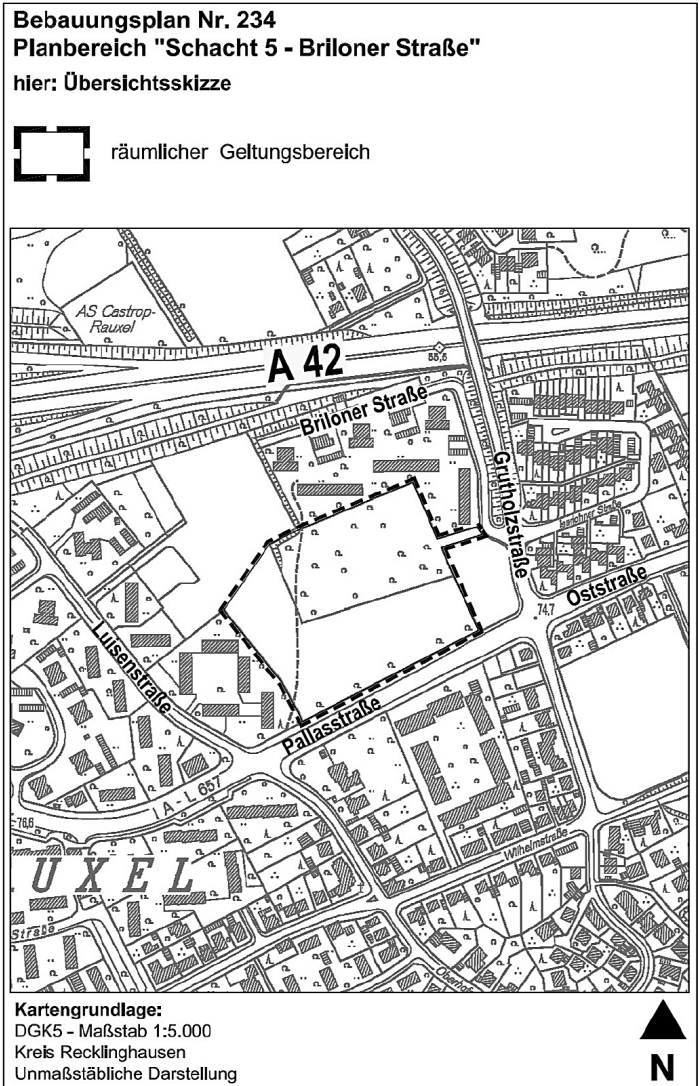 Bebauungsplan Nr. 234
Planbereich "Schacht 5 - Briloner Straße"
hier: Übersichtsskizze
räumlicher Geltungsbereich
AS Castrop-
Rauxel
A 42
55,5
Briloner Straße
Grutholzstraße
Iserlohner Straße
Oststraße
74,7
Luisenstraße
Pallasstraße
A - L 657
76,6
UXEL
Wilhelmstraße
Straße
Kartengrundlage:
DGK5 - Maßstab 1:5.000
Kreis Recklinghausen
Unmaßstäbliche Darstellung
N